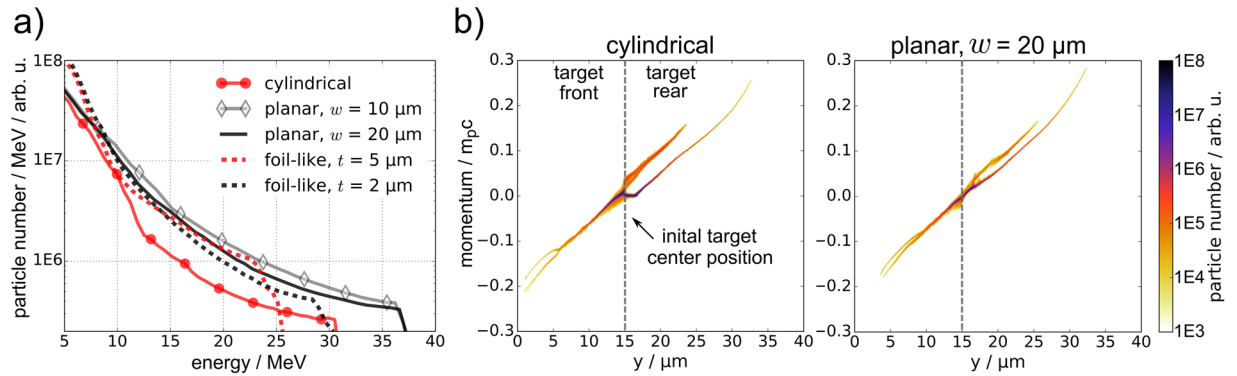 a)
1E8
1E7
1E6
particle number / MeV / arb. u.
cylindrical
planar, w = 10 μm
planar, w = 20 μm
foil-like, t = 5 μm
foil-like, t = 2 μm
5 10 15 20 25 30 35 40
energy / MeV
b)
cylindrical
target front
target rear
0.3
0.2
0.1
0.0
−0.1
−0.2
−0.3
momentum / mₚc
inital target
center position
0 5 10 15 20 25 30 35 40
y / μm
planar, w = 20 μm
0.3
0.2
0.1
0.0
−0.1
−0.2
−0.3
0 5 10 15 20 25 30 35 40
y / μm
1E8
1E7
1E6
1E5
1E4
1E3
particle number / arb. u.